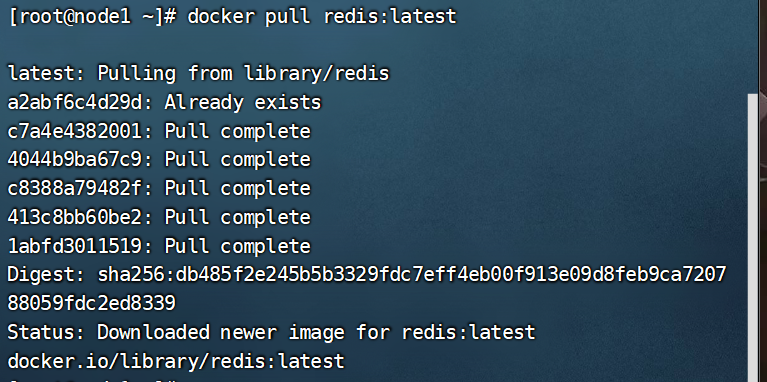 [root@node1 ~]# docker pull redis:latest
latest: Pulling from library/redis
a2abf6c4d29d: Already exists
c7a4e4382001: Pull complete
4044b9ba67c9: Pull complete
c8388a79482f: Pull complete
413c8bb60be2: Pull complete
1abfd3011519: Pull complete
Digest: sha256:db485f2e245b5b3329fdc7eff4eb00f913e09d8feb9ca7207
88059fdc2ed8339
Status: Downloaded newer image for redis:latest
docker.io/library/redis:latest